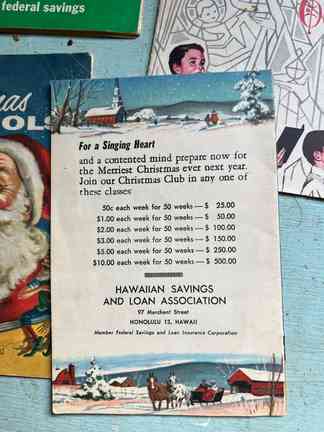 federal savings
OLS
For a Singing Heart
and a contented mind prepare now for
the Merriest Christmas ever next year.
Join our Christmas Club in any one of
these classes
50c each week for 50 weeks — $ 25.00
$1.00 each week for 50 weeks — $ 50.00
$2.00 each week for 50 weeks — $ 100.00
$3.00 each week for 50 weeks — $ 150.00
$5.00 each week for 50 weeks — $ 250.00
$10.00 each week for 50 weeks — $ 500.00
HAWAIIAN SAVINGS
AND LOAN ASSOCIATION
97 Merchant Street
HONOLULU 13, HAWAII
Member Federal Savings and Loan Insurance Corporation